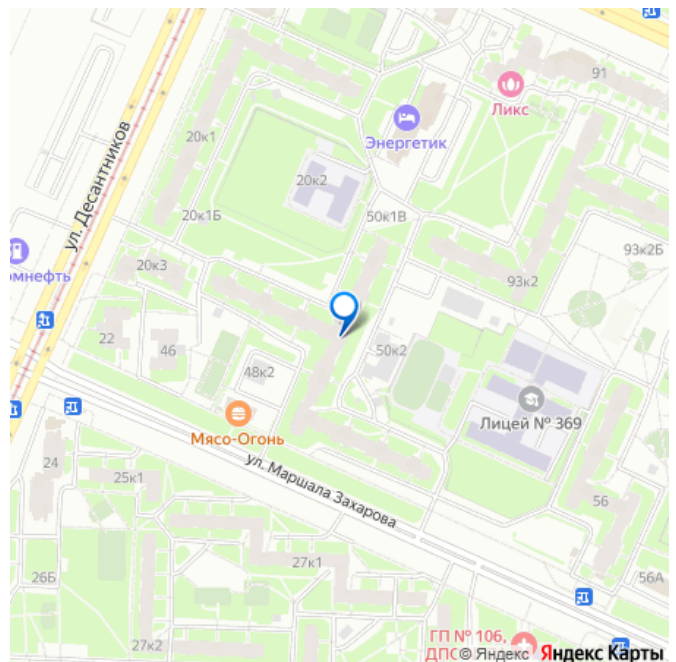 91
Ликс
ул. Десантников
20к1
Энергетик
20к2
20к1Б
50к1В
93к2Б
омнефть
20к3
93к2
22
46
50к2
48к2
Лицей № 369
Мясо-Огонь
ул. Маршала Захарова
24
25к1
56
27к1
26Б
56А
27к2
ГП № 106,
ДПС
© Яндекс Яндекс Карты